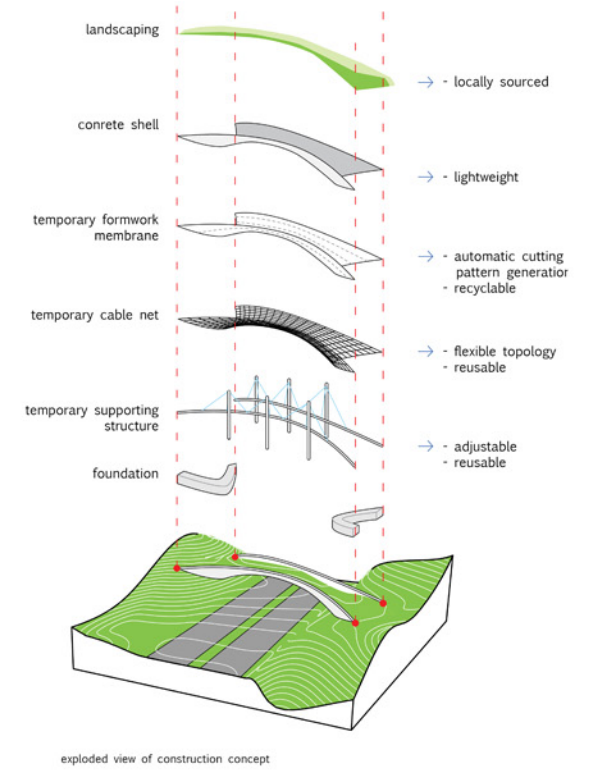 landscaping
- locally sourced
conrete shell
- lightweight
temporary formwork
membrane
- automatic cutting
pattern generation
- recyclable
temporary cable net
- flexible topology
- reusable
temporary supporting
structure
- adjustable
- reusable
foundation
exploded view of construction concept